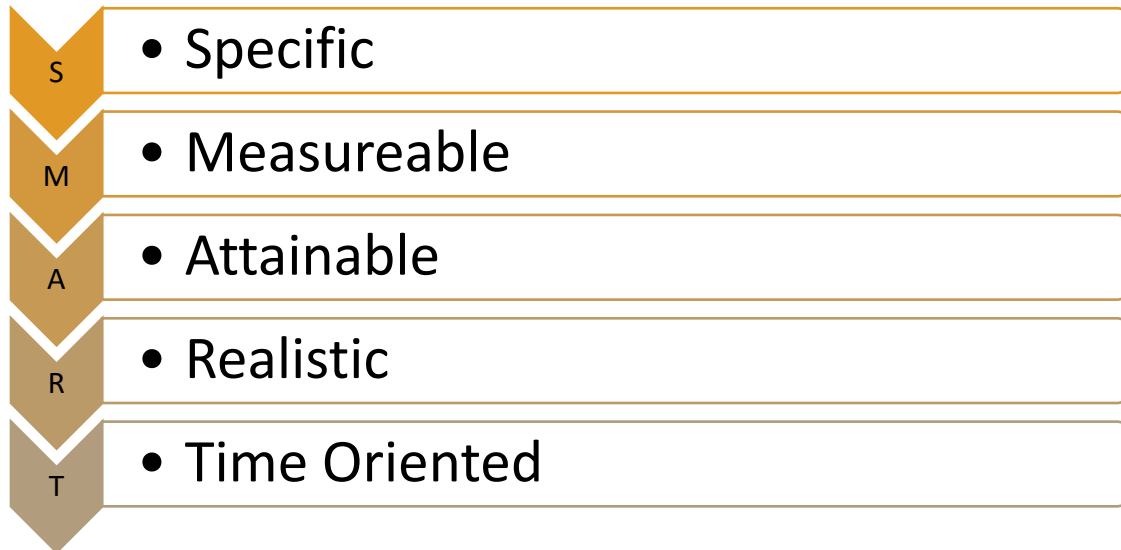 S
• Specific
M
• Measureable
A
• Attainable
R
• Realistic
T
• Time Oriented